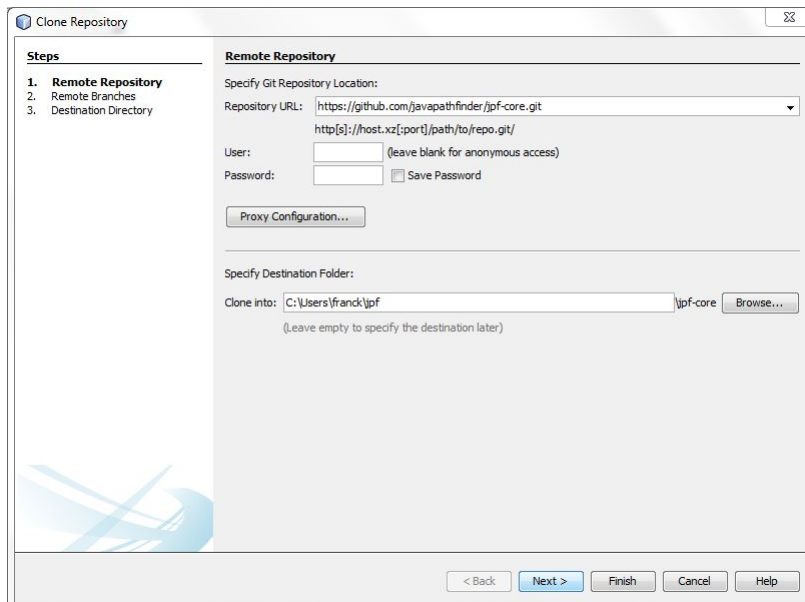 Clone Repository
Steps
1. Remote Repository
2. Remote Branches
3. Destination Directory
Remote Repository
Specify Git Repository Location:
Repository URL: https://github.com/javapathfinder/jpf-core.git
http[s]://host.xz[:port]/path/to/repo.git/
User: (leave blank for anonymous access)
Password: Save Password
Proxy Configuration...
Specify Destination Folder:
Clone into: C:\Users\franck\jpf \jpf-core Browse...
(Leave empty to specify the destination later)
< Back Next > Finish Cancel Help